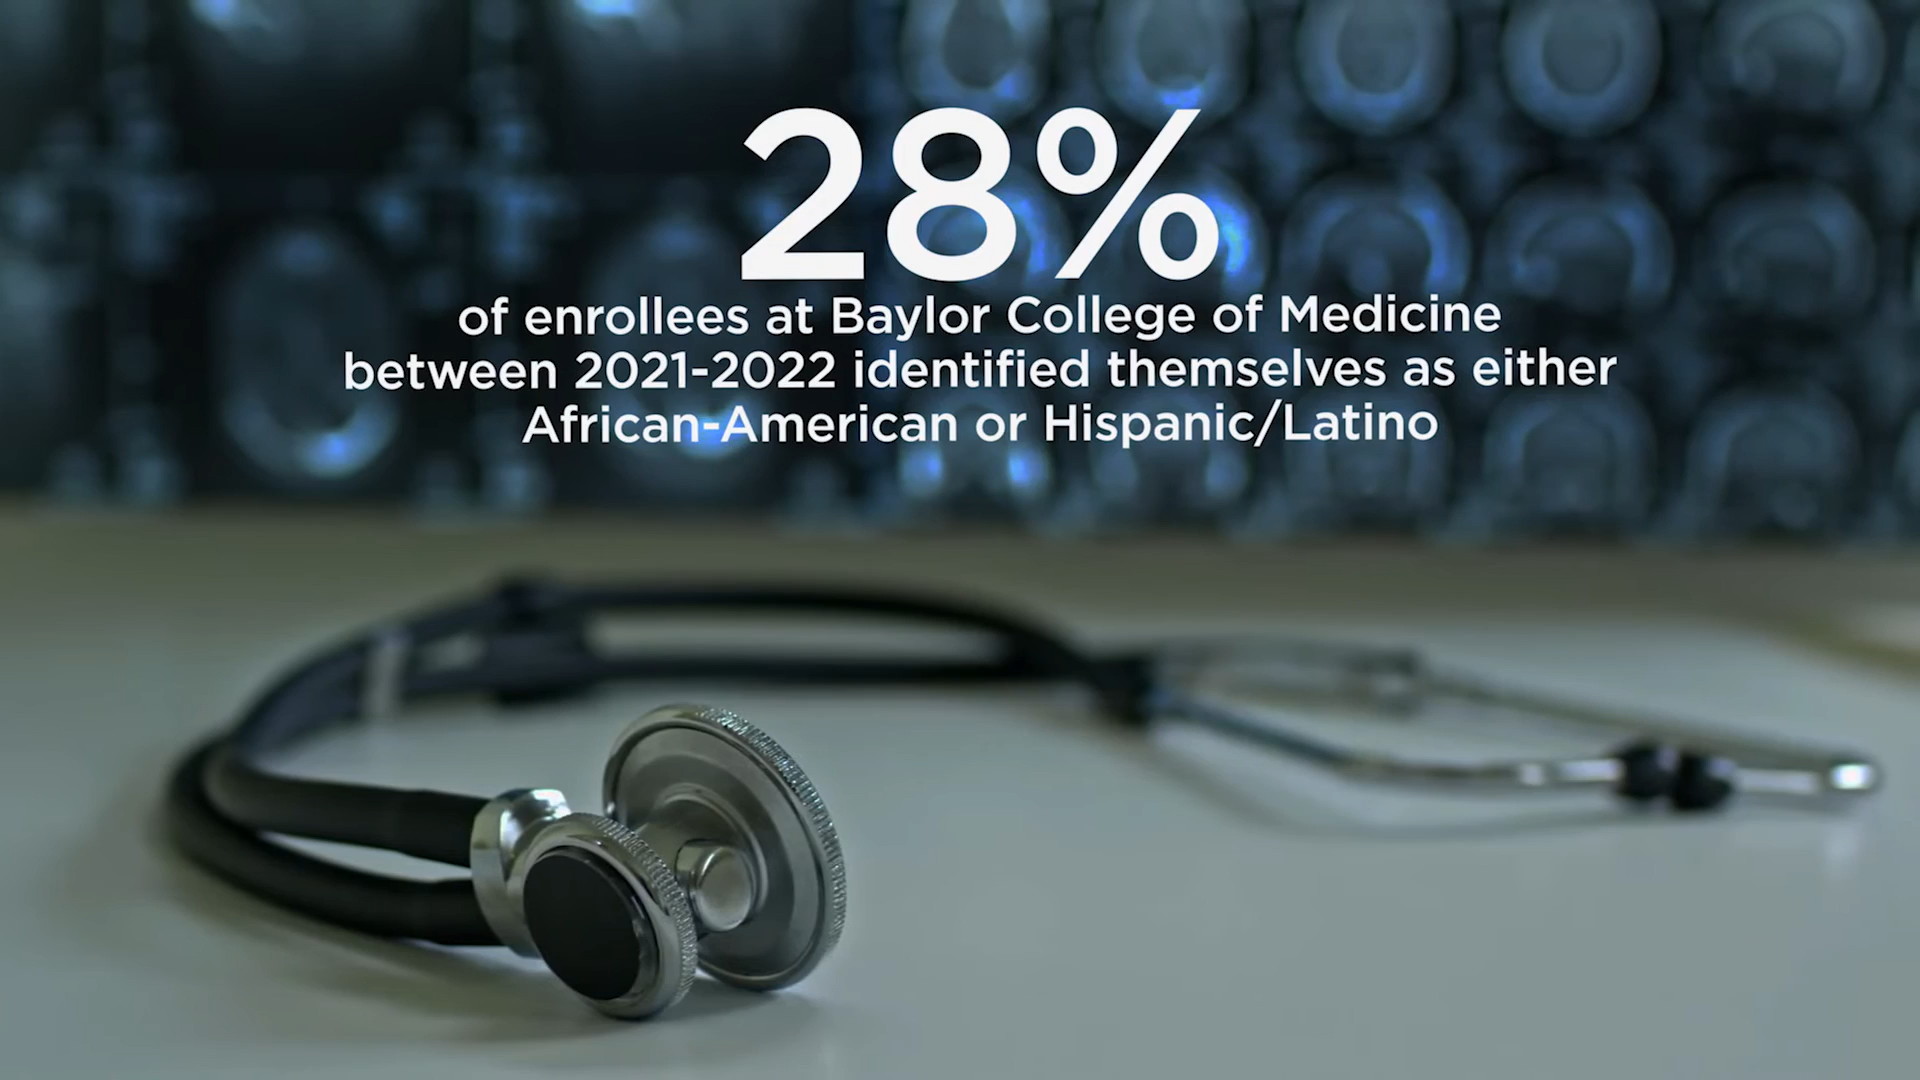 28%
of enrollees at Baylor College of Medicine
between 2021-2022 identified themselves as either
African-American or Hispanic/Latino